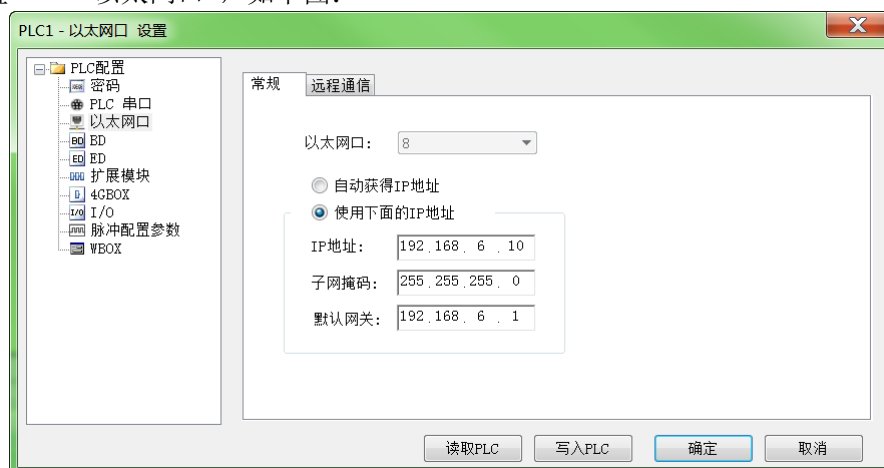 PLC1 - 以太网口 设置
PLC配置
密码
PLC 串口
以太网口
BD
ED
扩展模块
4GBOX
I/O
脉冲配置参数
WBOX
常规
远程通信
以太网口: 8
自动获得IP地址
使用下面的IP地址
IP地址: 192.168. 6 . 10
子网掩码: 255.255.255. 0
默认网关: 192.168. 6 . 1
读取PLC 写入PLC 确定 取消